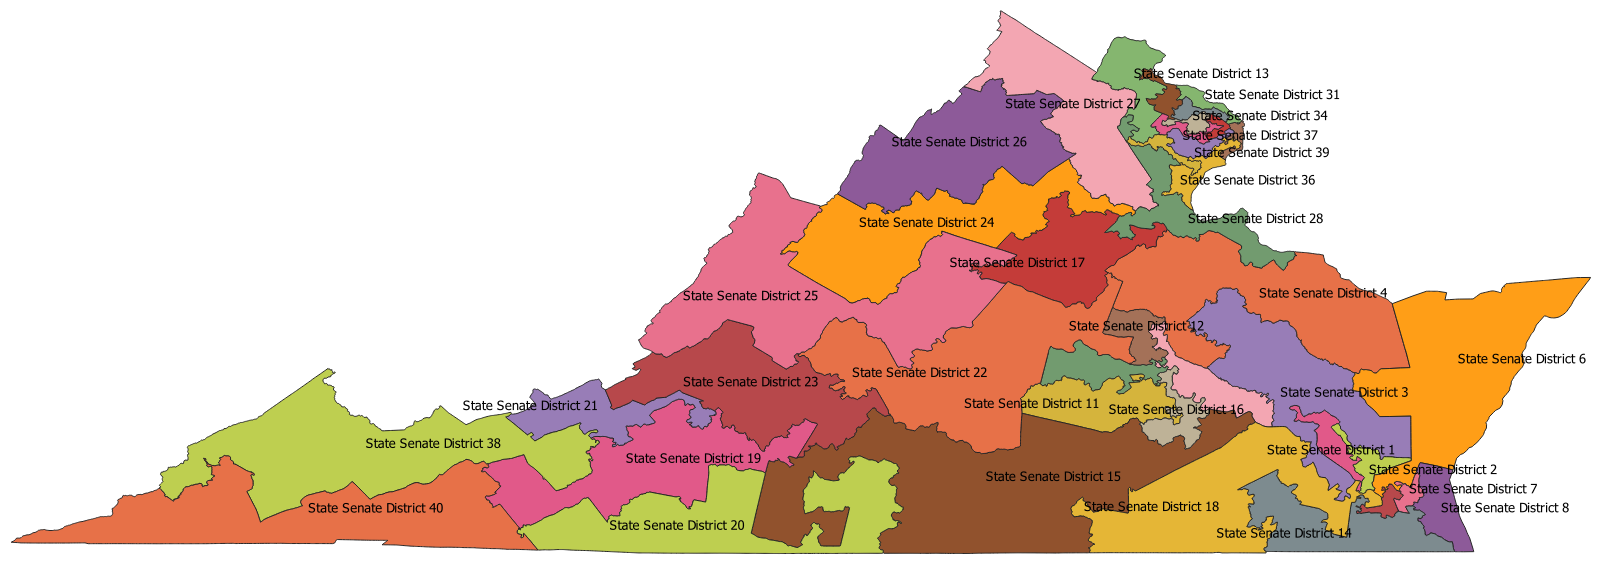 State Senate District 13
State Senate District 31
State Senate District 27
State Senate District 34
State Senate District 37
State Senate District 26
State Senate District 39
State Senate District 36
State Senate District 28
State Senate District 24
State Senate District 17
State Senate District 4
State Senate District 25
State Senate District 12
State Senate District 6
State Senate District 22
State Senate District 23
State Senate District 3
State Senate District 11
State Senate District 21
State Senate District 16
State Senate District 38
State Senate District 1
State Senate District 19
State Senate District 2
State Senate District 15
State Senate District 7
State Senate District 40
State Senate District 18
State Senate District 8
State Senate District 20
State Senate District 14